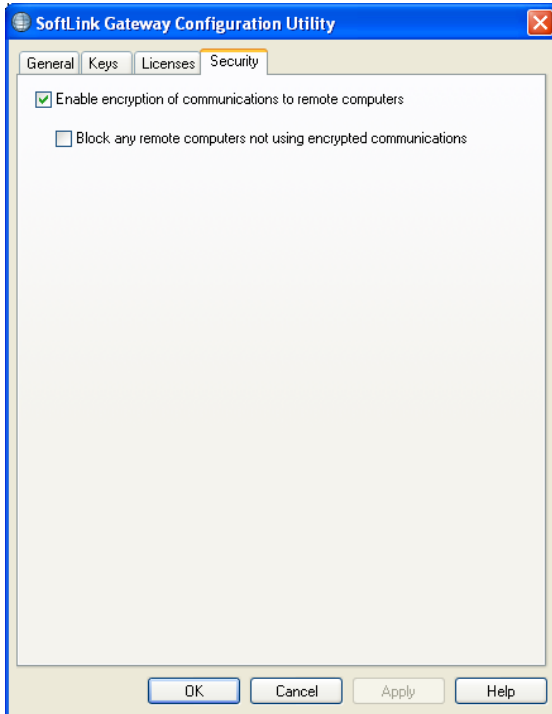 SoftLink Gateway Configuration Utility
General Keys Licenses Security
Enable encryption of communications to remote computers
Block any remote computers not using encrypted communications
OK Cancel Apply Help